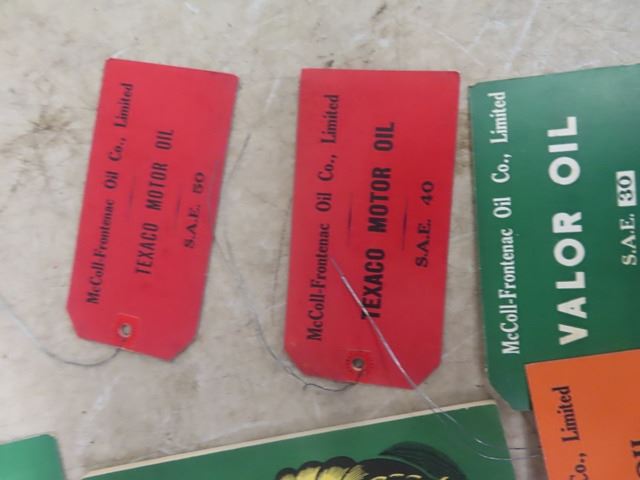 McColl-Frontenac Oil Co., Limited
TEXACO MOTOR OIL
S.A.E. 50
McColl-Frontenac Oil Co., Limited
TEXACO MOTOR OIL
S.A.E. 40
McColl-Frontenac Oil Co., Limited
VALOR OIL
S.A.E. 30
Co., Limited